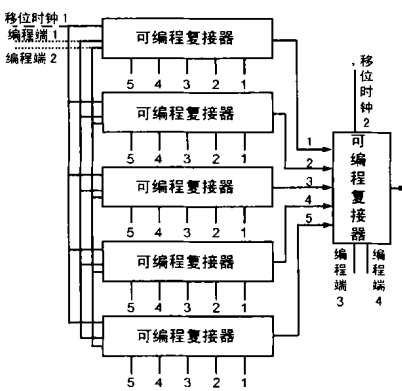 移位时钟 1
编程端 1
编程端 2
可编程复接器
5 4 3 2 1
可编程复接器
5 4 3 2 1
可编程复接器
5 4 3 2 1
可编程复接器
5 4 3 2 1
可编程复接器
5 4 3 2 1
1
2
3
4
5
移位时钟 2
可编程复接器
编程端 3
编程端 4